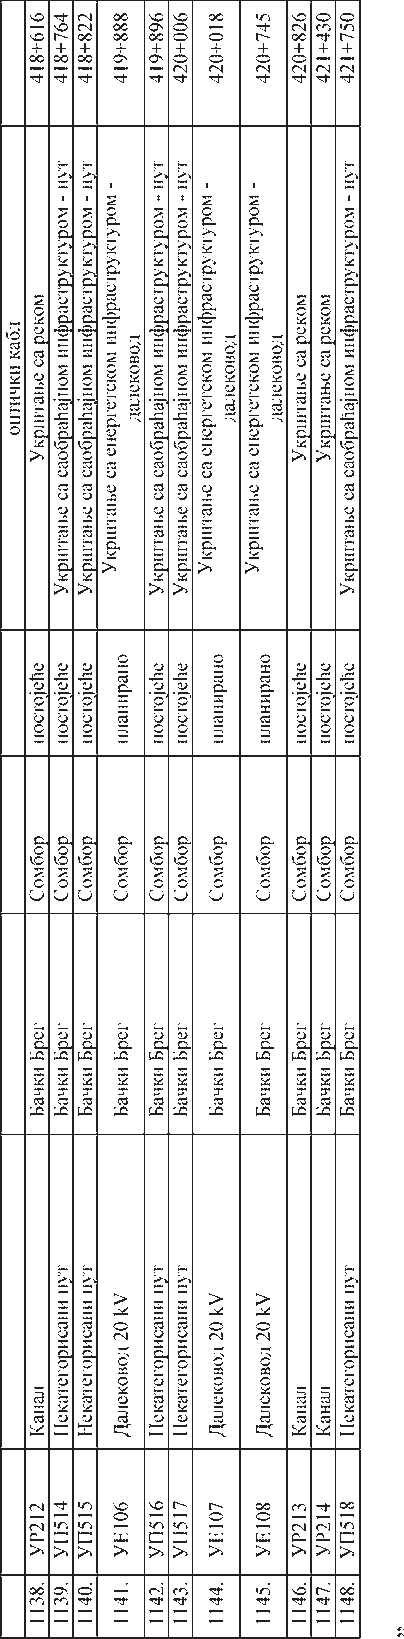 оптички кабл
1138. УР212 Канал Бачки Брег Сомбор постојеће Укрштање са реком 418+616
1139. УП514 Некатегорисани пут Бачки Брег Сомбор постојеће Укрштање са саобраћајном инфраструктуром - пут 418+764
1140. УП515 Некатегорисани пут Бачки Брег Сомбор постојеће Укрштање са саобраћајном инфраструктуром - пут 418+822
1141. УЕ106 Далековод 20 kV Бачки Брег Сомбор планирано Укрштање са енергетском инфраструктуром - 419+888
далековод
1142. УП516 Некатегорисани пут Бачки Брег Сомбор постојеће Укрштање са саобраћајном инфраструктуром - пут 419+896
1143. УП517 Некатегорисани пут Бачки Брег Сомбор постојеће Укрштање са саобраћајном инфраструктуром - пут 420+006
1144. УЕ107 Далековод 20 kV Бачки Брег Сомбор планирано Укрштање са енергетском инфраструктуром - 420+018
далековод
1145. УЕ108 Далековод 20 kV Бачки Брег Сомбор планирано Укрштање са енергетском инфраструктуром - 420+745
далековод
1146. УР213 Канал Бачки Брег Сомбор постојеће Укрштање са реком 420+826
1147. УР214 Канал Бачки Брег Сомбор постојеће Укрштање са реком 421+430
1148. УП518 Некатегорисани пут Бачки Брег Сомбор постојеће Укрштање са саобраћајном инфраструктуром - пут 421+750
”